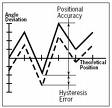 Positional
Accuracy
Angle
Deviation
Theoretical
Position
Hysteresis
Error